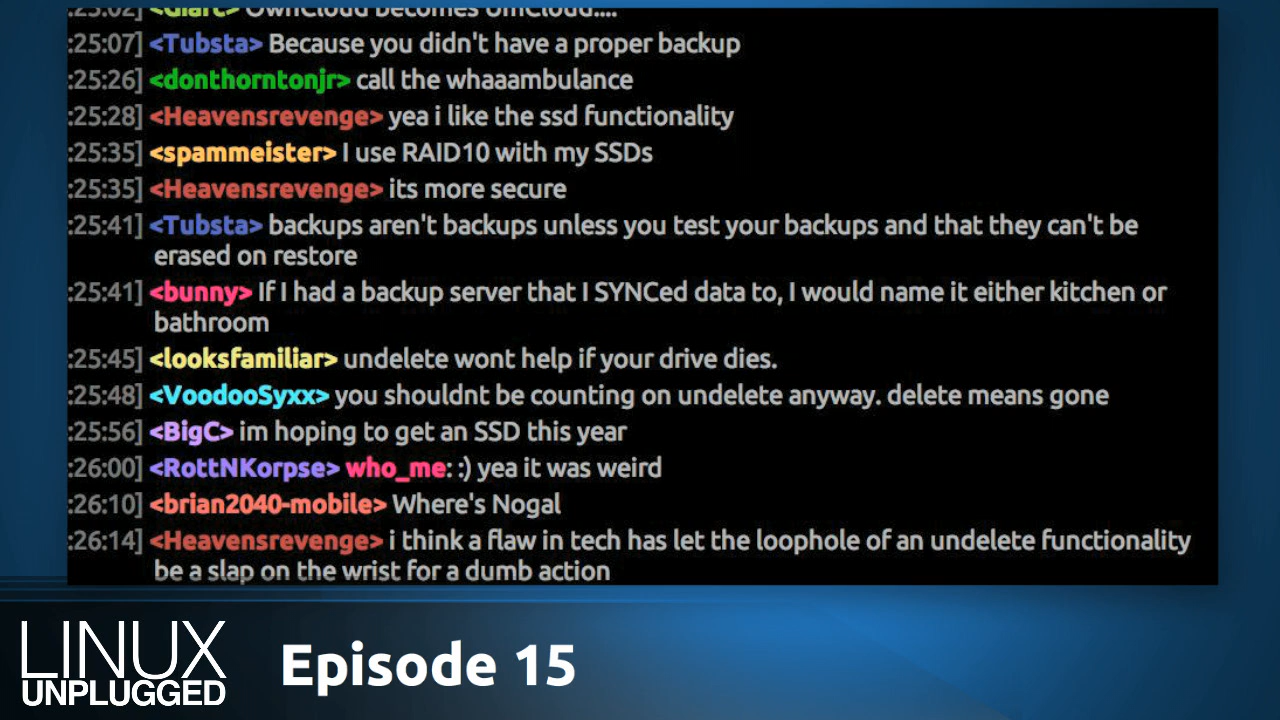 :25:02] <Giart> OwnCloud becomes OmCloud....
:25:07] <Tubsta> Because you didn't have a proper backup
:25:26] <donthorntonjr> call the whaaambulance
:25:28] <Heavensrevenge> yea i like the ssd functionality
:25:35] <spammeister> I use RAID10 with my SSDs
:25:35] <Heavensrevenge> its more secure
:25:41] <Tubsta> backups aren't backups unless you test your backups and that they can't be
erased on restore
:25:41] <bunny> If I had a backup server that I SYNCed data to, I would name it either kitchen or
bathroom
:25:45] <looksfamiliar> undelete wont help if your drive dies.
:25:48] <VoodooSyxx> you shouldnt be counting on undelete anyway. delete means gone
:25:56] <BigC> im hoping to get an SSD this year
:26:00] <RottNKorpse> who_me: :) yea it was weird
:26:10] <brian2040-mobile> Where's Nogal
:26:14] <Heavensrevenge> i think a flaw in tech has let the loophole of an undelete functionality
be a slap on the wrist for a dumb action
LINUX
UNPLUGGED
Episode 15